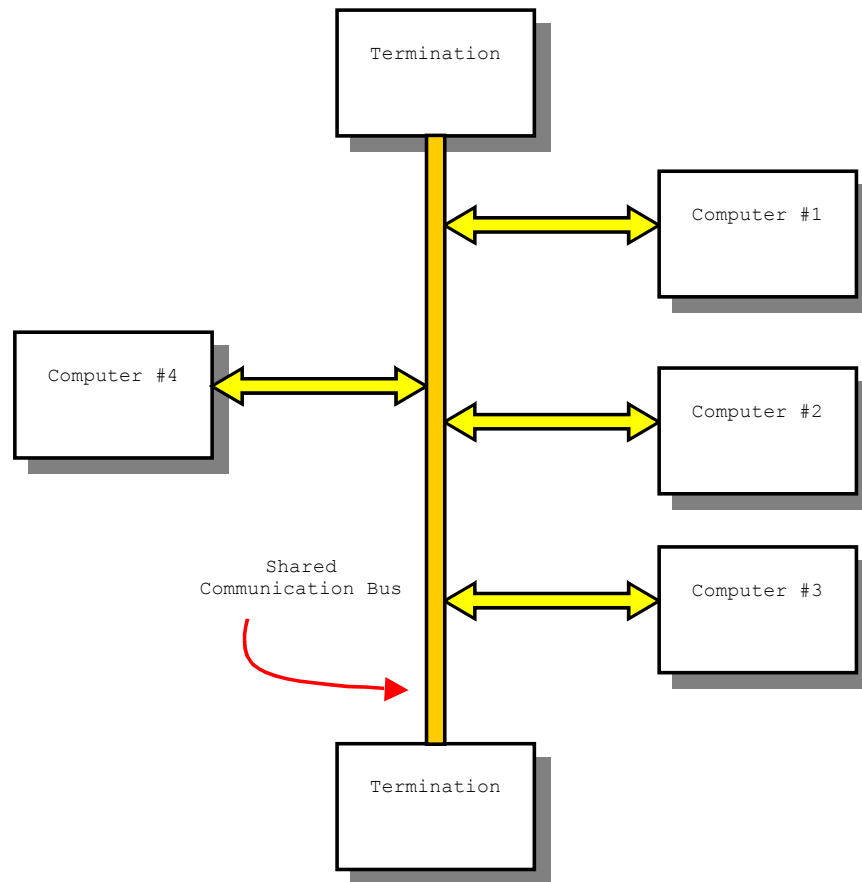 Termination
Computer #1
Computer #4
Computer #2
Shared
Communication Bus
Computer #3
Termination